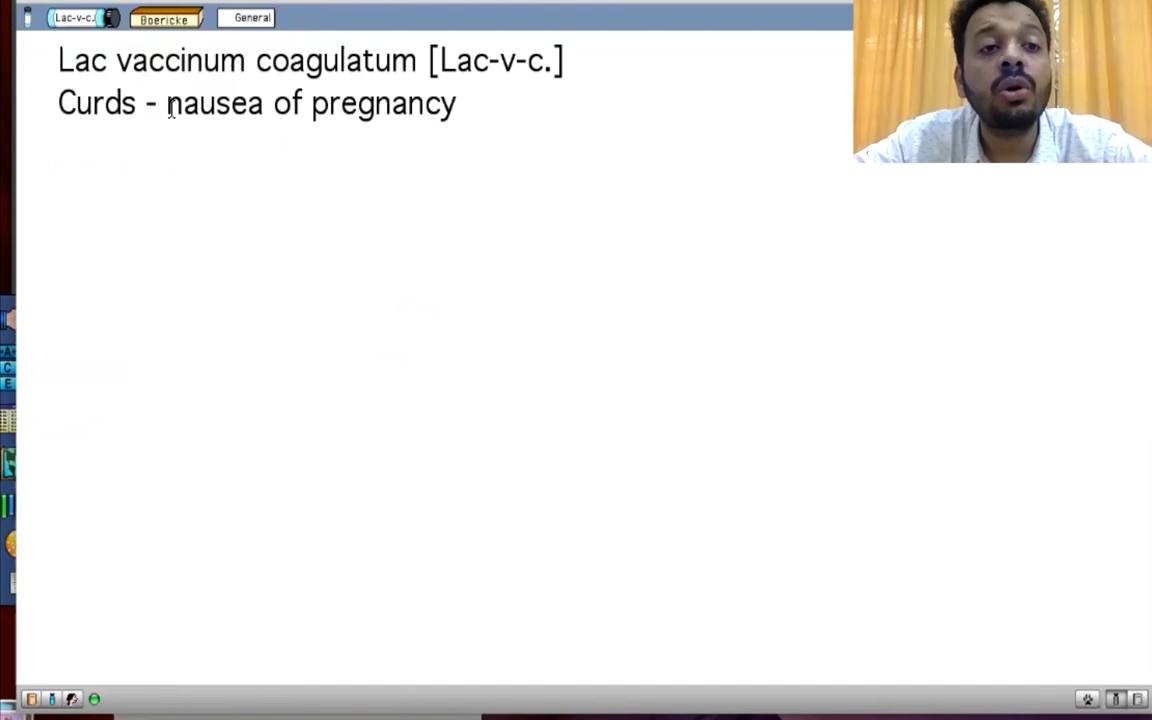 Lac-v-c. Boericke General
Lac vaccinum coagulatum [Lac-v-c.]
Curds - nausea of pregnancy
A
C
E